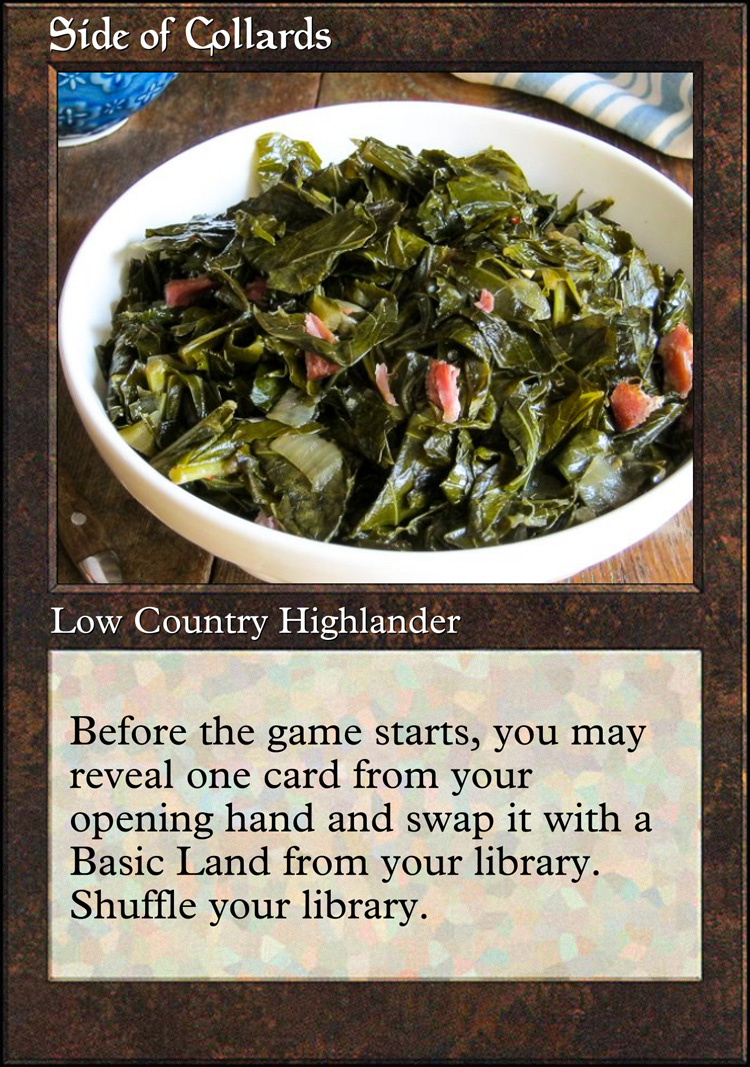 Side of Collards
Low Country Highlander
Before the game starts, you may
reveal one card from your
opening hand and swap it with a
Basic Land from your library.
Shuffle your library.